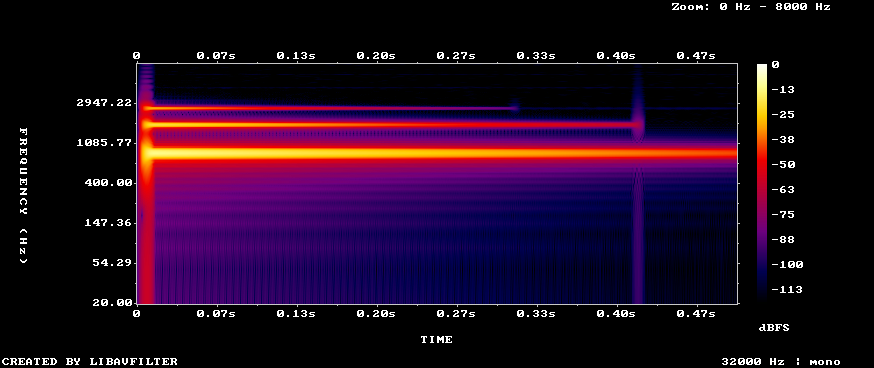 Zoom: 0 Hz - 8000 Hz
0 0.07s 0.13s 0.20s 0.27s 0.33s 0.40s 0.47s
2947.22
1085.77
400.00
147.36
54.29
20.00
FREQUENCY (Hz)
0
-13
-25
-38
-50
-63
-75
-88
-100
-113
dBFS
0 0.07s 0.13s 0.20s 0.27s 0.33s 0.40s 0.47s
TIME
CREATED BY LIBAVFILTER
32000 Hz | mono